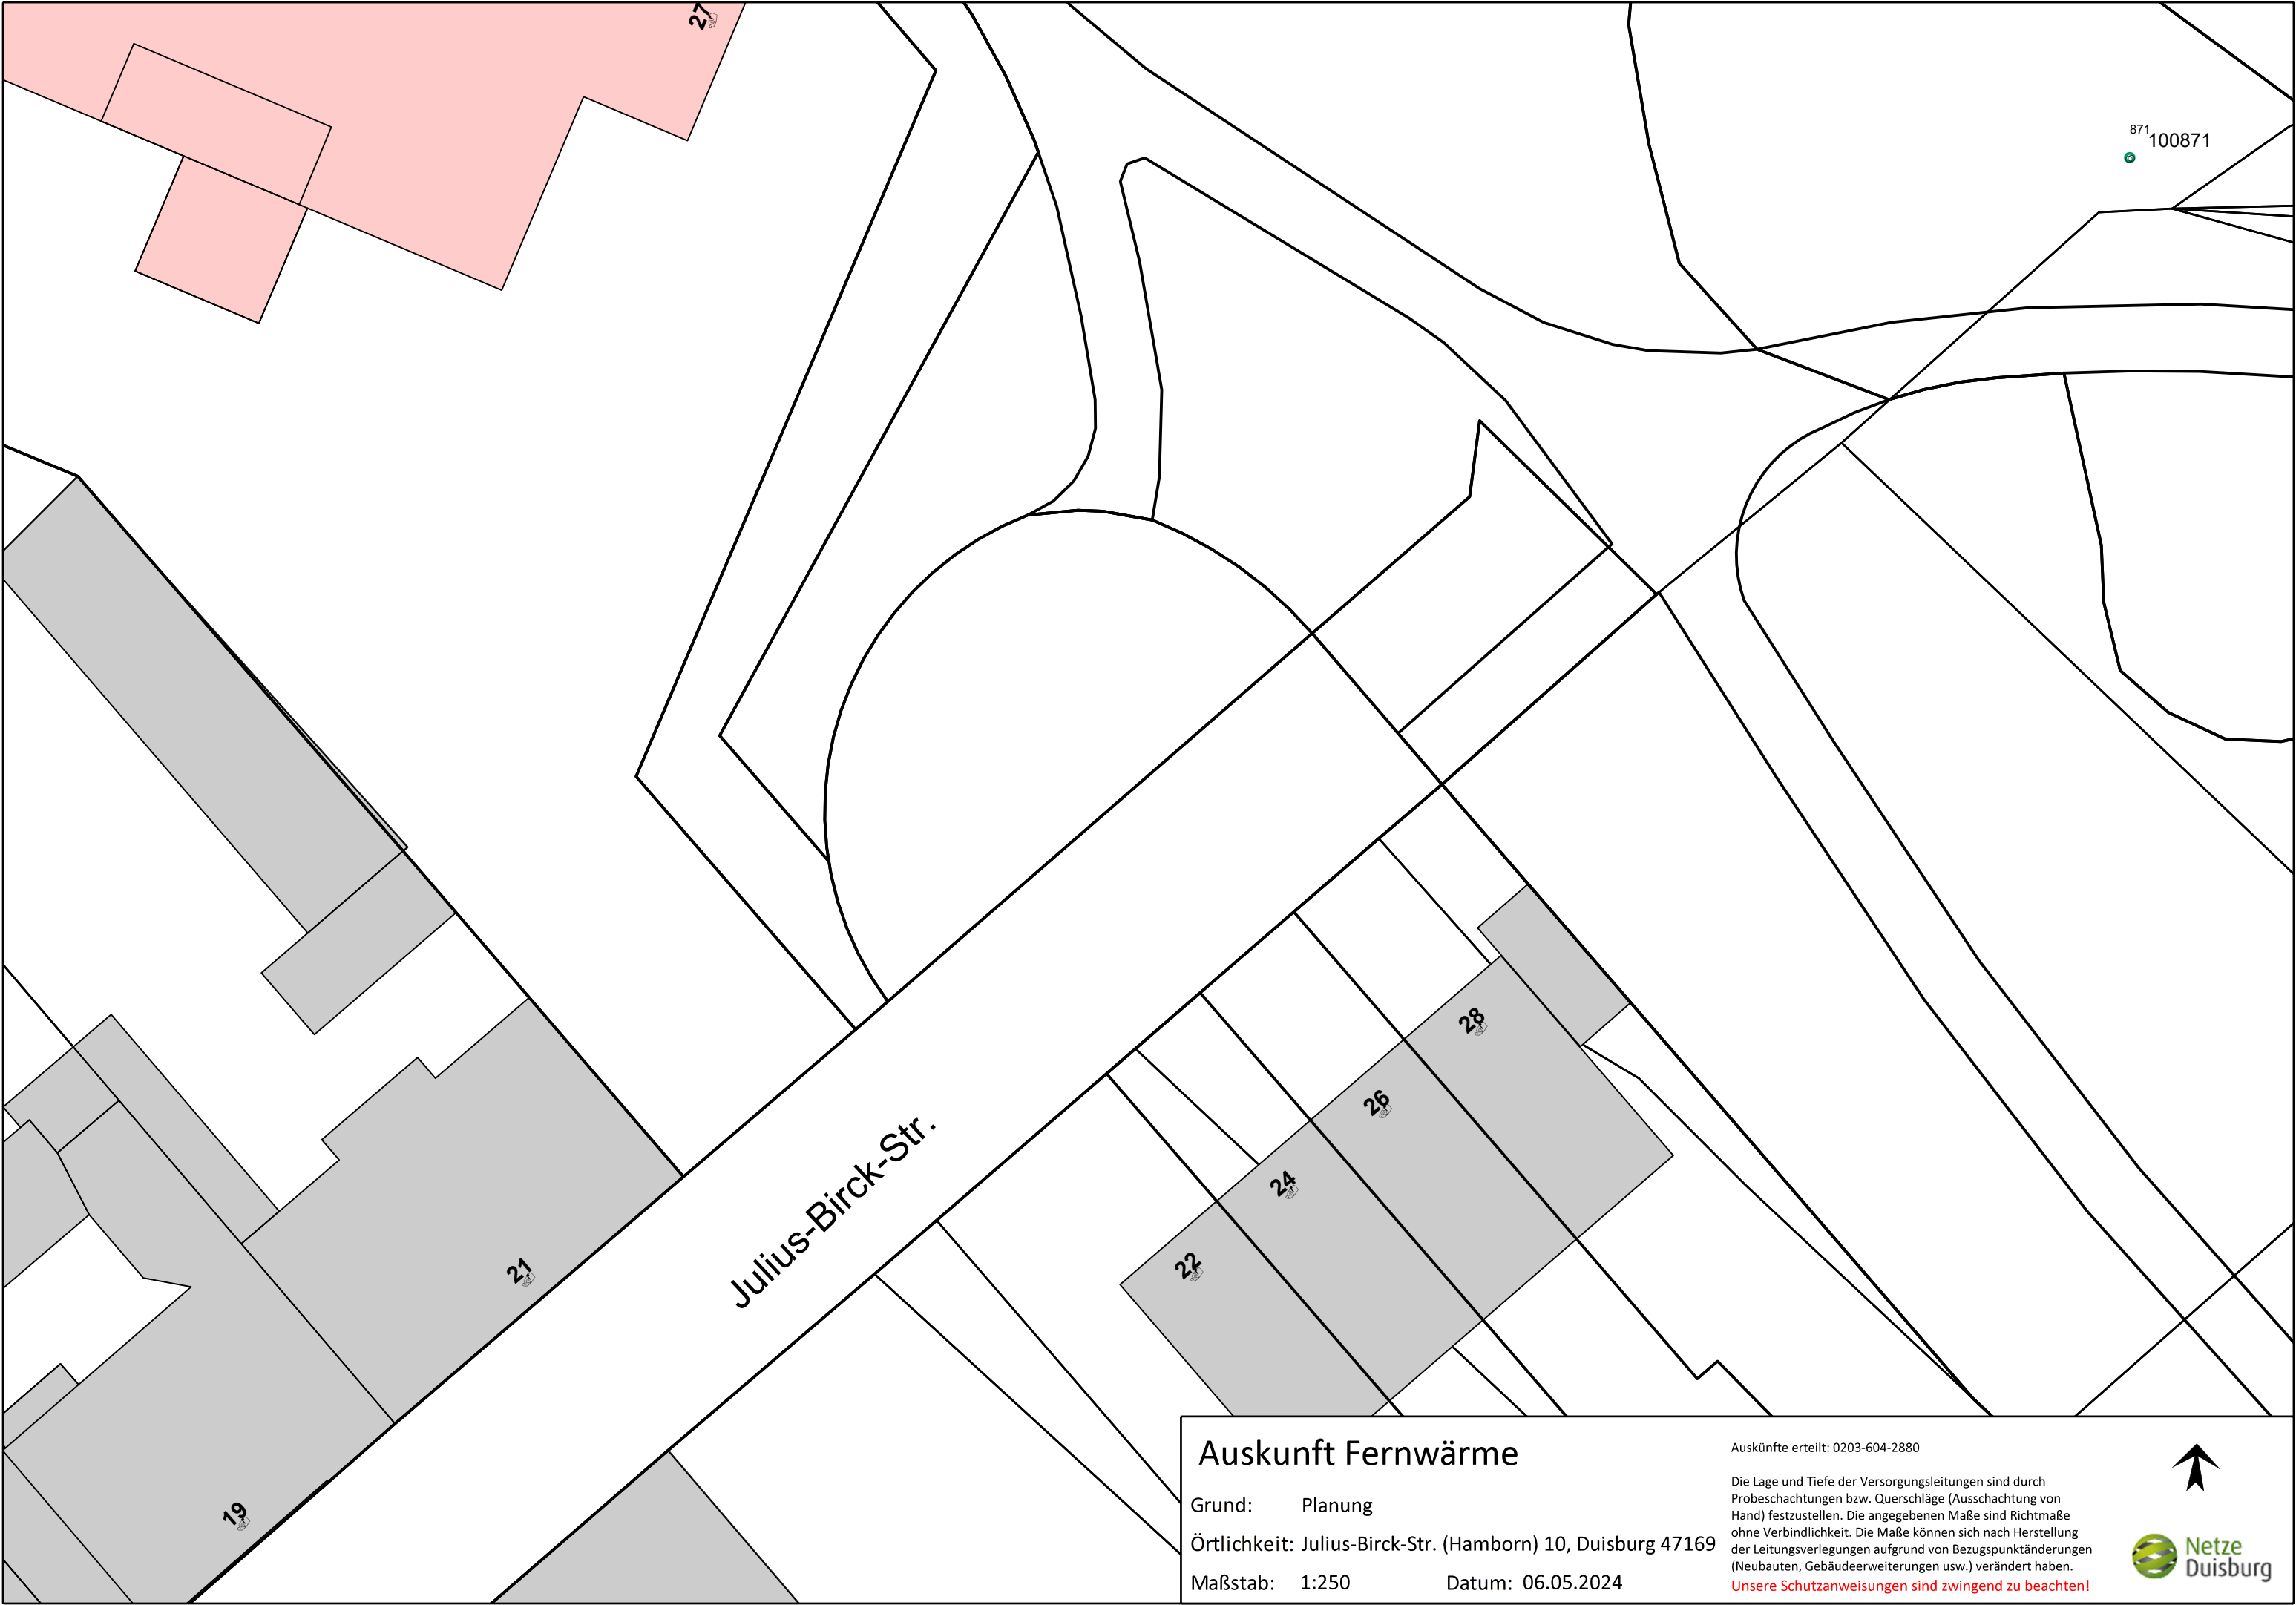 27
871
100871
28
26
24
22
Julius-Birck-Str.
21
19
Auskunft Fernwärme
Grund: Planung
Örtlichkeit: Julius-Birck-Str. (Hamborn) 10, Duisburg 47169
Maßstab: 1:250 Datum: 06.05.2024
Auskünfte erteilt: 0203-604-2880
Die Lage und Tiefe der Versorgungsleitungen sind durch
Probeschachtungen bzw. Querschläge (Ausschachtung von
Hand) festzustellen. Die angegebenen Maße sind Richtmaße
ohne Verbindlichkeit. Die Maße können sich nach Herstellung
der Leitungsverlegungen aufgrund von Bezugspunktänderungen
(Neubauten, Gebäudeerweiterungen usw.) verändert haben.
Unsere Schutzanweisungen sind zwingend zu beachten!
Netze
Duisburg